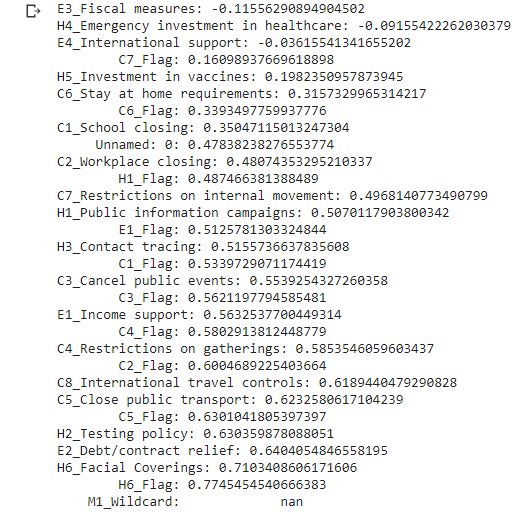 E3_Fiscal measures: -0.11556290894904502
H4_Emergency investment in healthcare: -0.09155422262030379
E4_International support: -0.03615541341655202
C7_Flag: 0.16098937669618898
H5_Investment in vaccines: 0.1982350957873945
C6_Stay at home requirements: 0.3157329965314217
C6_Flag: 0.3393497759937776
C1_School closing: 0.35047115013247304
Unnamed: 0: 0.47838238276553774
C2_Workplace closing: 0.48074353295210337
H1_Flag: 0.487466381388489
C7_Restrictions on internal movement: 0.4968140773490799
H1_Public information campaigns: 0.5070117903800342
E1_Flag: 0.5125781303324844
H3_Contact tracing: 0.5155736637835608
C1_Flag: 0.5339729071174419
C3_Cancel public events: 0.5539254327260358
C3_Flag: 0.5621197794585481
E1_Income support: 0.5632537700449314
C4_Flag: 0.5802913812448779
C4_Restrictions on gatherings: 0.5853546059603437
C2_Flag: 0.6004689225403664
C8_International travel controls: 0.6189440479290828
C5_Close public transport: 0.6232580617104239
C5_Flag: 0.6301041805397397
H2_Testing policy: 0.630359878088051
E2_Debt/contract relief: 0.6404054846558195
H6_Facial Coverings: 0.7103408606171606
H6_Flag: 0.7745454540666383
M1_Wildcard: nan